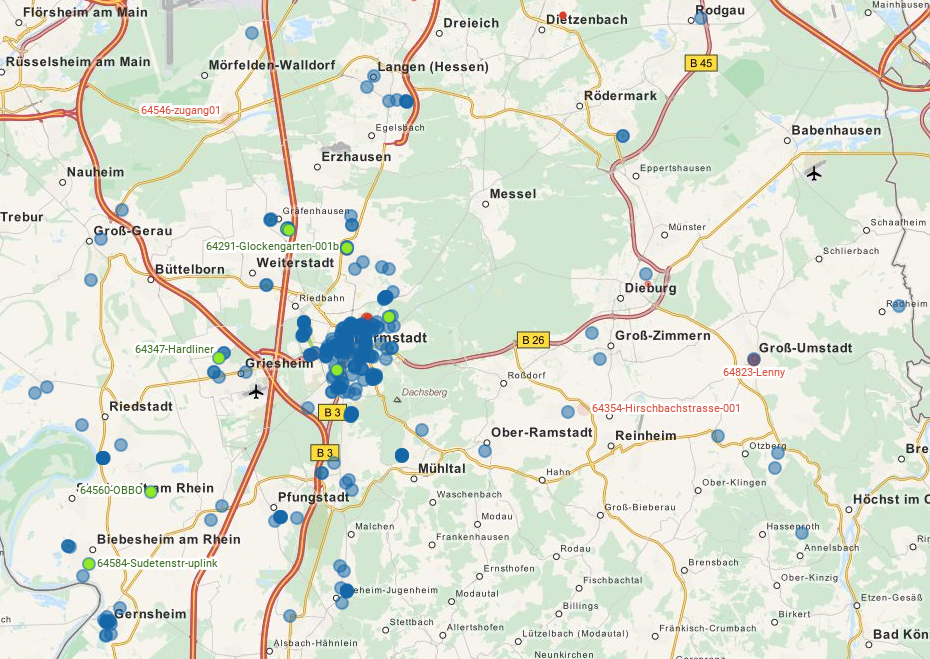 Flörsheim am Main
Dreieich
Dietzenbach
Rodgau
Mainhausen
Rüsselsheim am Main
Mörfelden-Walldorf
Langen (Hessen)
B 45
Rödermark
64546-zugang01
Egelsbach
Babenhausen
Erzhausen
Eppertshausen
Nauheim
Messel
Trebur
Gräfenhausen
Schaafheim
Groß-Gerau
Münster
64291-Glockengarten-001b
Schlierbach
Büttelborn
Weiterstadt
Dieburg
Riedbahn
Radheim
rmstadt
B 26
Groß-Zimmern
64347-Hardliner
Groß-Umstadt
Griesheim
64823-Lenny
Roßdorf
Dachsberg
Riedstadt
B 3
64354-Hirschbachstrasse-001
Ober-Ramstadt
Reinheim
Otzberg
B 3
Bre
Mühltal
Hahn
Ober-Klingen
64560-OBBO
am Rhein
Pfungstadt
Waschenbach
Höchst im O
Groß-Bieberau
Modau
Malchen
Hassenroth
Biebesheim am Rhein
Frankenhausen
Annelsbach
Rodau
64584-Sudetenstr-uplink
Brensbach
Ernsthofen
Fischbachtal
Ober-Kinzig
eheim-Jugenheim
Modautal
Etzen-Gesäß
Gernsheim
Billings
Birkert
ch
Stettbach
Allertshofen
Lützelbach (Modautal)
Fränkisch-Crumbach
Bad Kön
Alsbach-Hähnlein
Neunkirchen